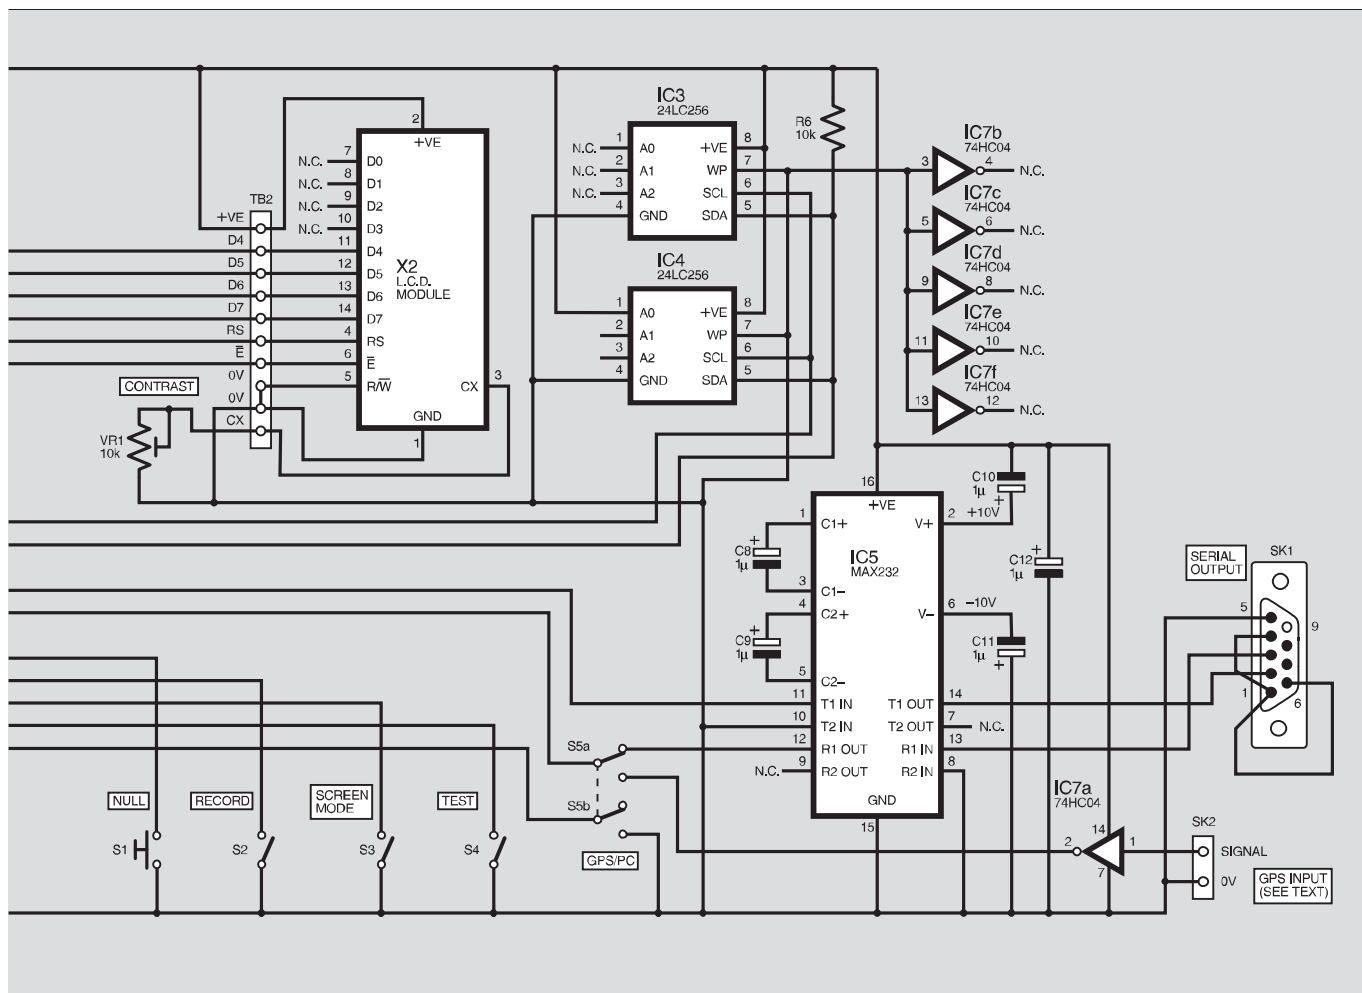 IC3
24LC256
1 A0 +VE 8
2 A1 WP 7
3 A2 SCL 6
4 GND SDA 5
N.C.
N.C.
N.C.
R6
10k
IC7b
74HC04
3 4 N.C.
IC7c
74HC04
5 6 N.C.
IC7d
74HC04
9 8 N.C.
IC7e
74HC04
11 10 N.C.
IC7f
74HC04
13 12 N.C.
IC4
24LC256
1 A0 +VE 8
2 A1 WP 7
3 A2 SCL 6
4 GND SDA 5
TB2
+VE
D4
D5
D6
D7
RS
E̅
0V
0V
CX
2
+VE
N.C. 7 D0
N.C. 8 D1
N.C. 9 D2
N.C. 10 D3
11 D4
12 D5
13 D6
14 D7
4 RS
6 E̅
5 R/W̅
X2
L.C.D.
MODULE
CX 3
GND
1
CONTRAST
VR1
10k
16
+VE
1 C1+ V+ 2
+10V
C10
1µ
+
C8
1µ
+
IC5
MAX232
3 C1−
4 C2+ V− 6
−10V
C9
1µ
+
C11
1µ
+
C12
1µ
+
5 C2−
11 T1 IN T1 OUT 14
10 T2 IN T2 OUT 7 N.C.
12 R1 OUT R1 IN 13
N.C. 9 R2 OUT R2 IN 8
GND
15
SERIAL
OUTPUT
SK1
5
9
1
6
S5a
S5b
GPS/PC
NULL
S1
RECORD
S2
SCREEN
MODE
S3
TEST
S4
IC7a
74HC04
2 14 1
7
SK2
SIGNAL
0V
GPS INPUT
(SEE TEXT)